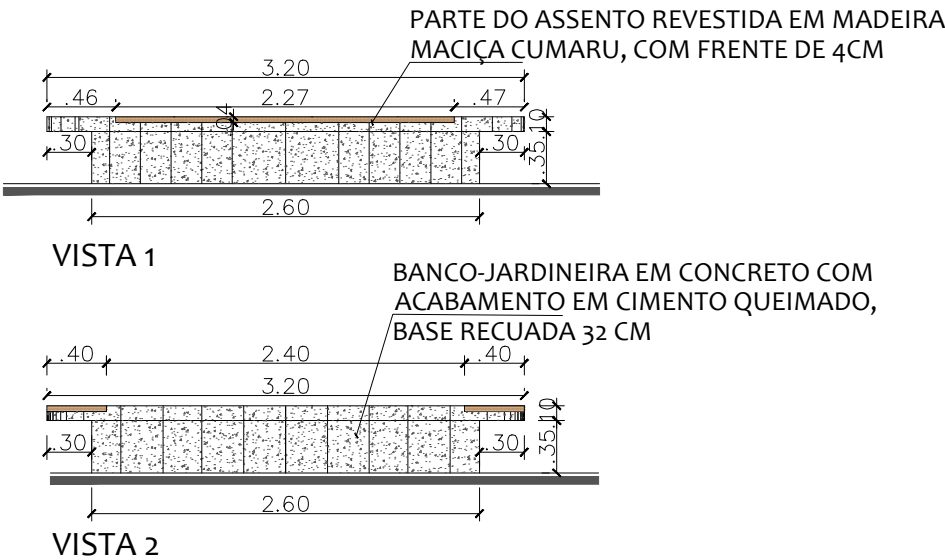 PARTE DO ASSENTO REVESTIDA EM MADEIRA
MACIÇA CUMARU, COM FRENTE DE 4CM
3.20
.46
2.27
.47
.04
.10
.30
.30
.35
2.60
VISTA 1
BANCO-JARDINEIRA EM CONCRETO COM
ACABAMENTO EM CIMENTO QUEIMADO,
BASE RECUADA 32 CM
.40
2.40
.40
3.20
.10
.30
.30
.35
2.60
VISTA 2